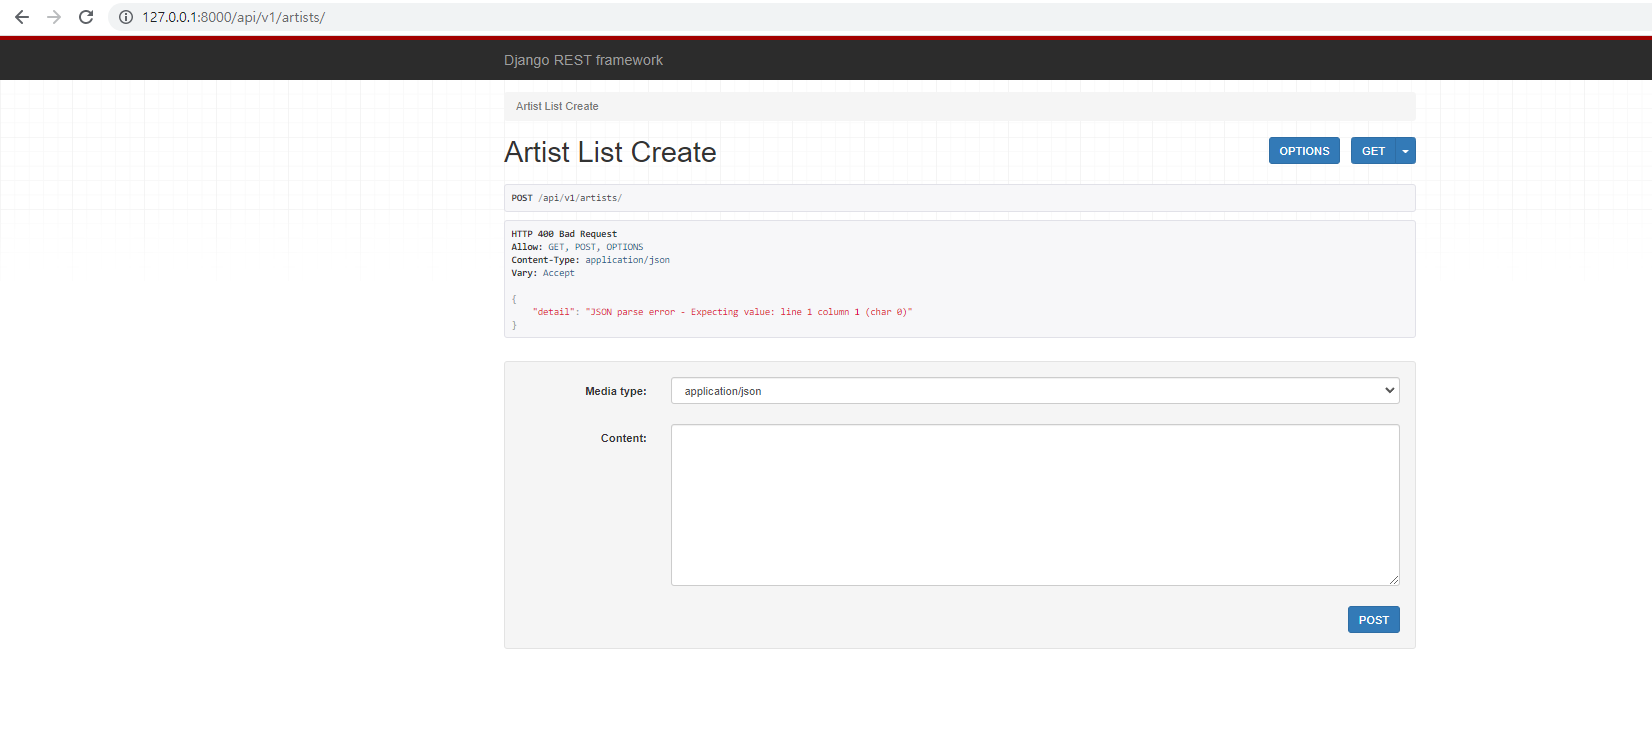 127.0.0.1:8000/api/v1/artists/
Django REST framework
Artist List Create
Artist List Create
OPTIONS
GET
POST /api/v1/artists/
HTTP 400 Bad Request
Allow: GET, POST, OPTIONS
Content-Type: application/json
Vary: Accept
{
"detail": "JSON parse error - Expecting value: line 1 column 1 (char 0)"
}
Media type:
application/json
Content:
POST